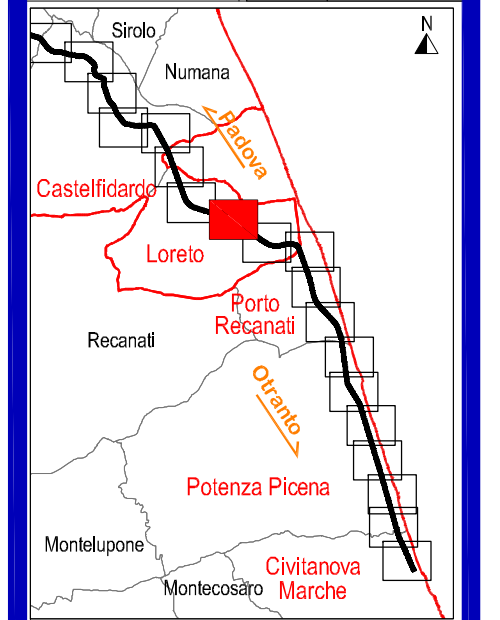 Sirolo
N
Numana
Padova
Castelfidardo
Loreto
Porto
Recanati
Recanati
Otranto
Potenza Picena
Montelupone
Civitanova
Marche
Montecosaro